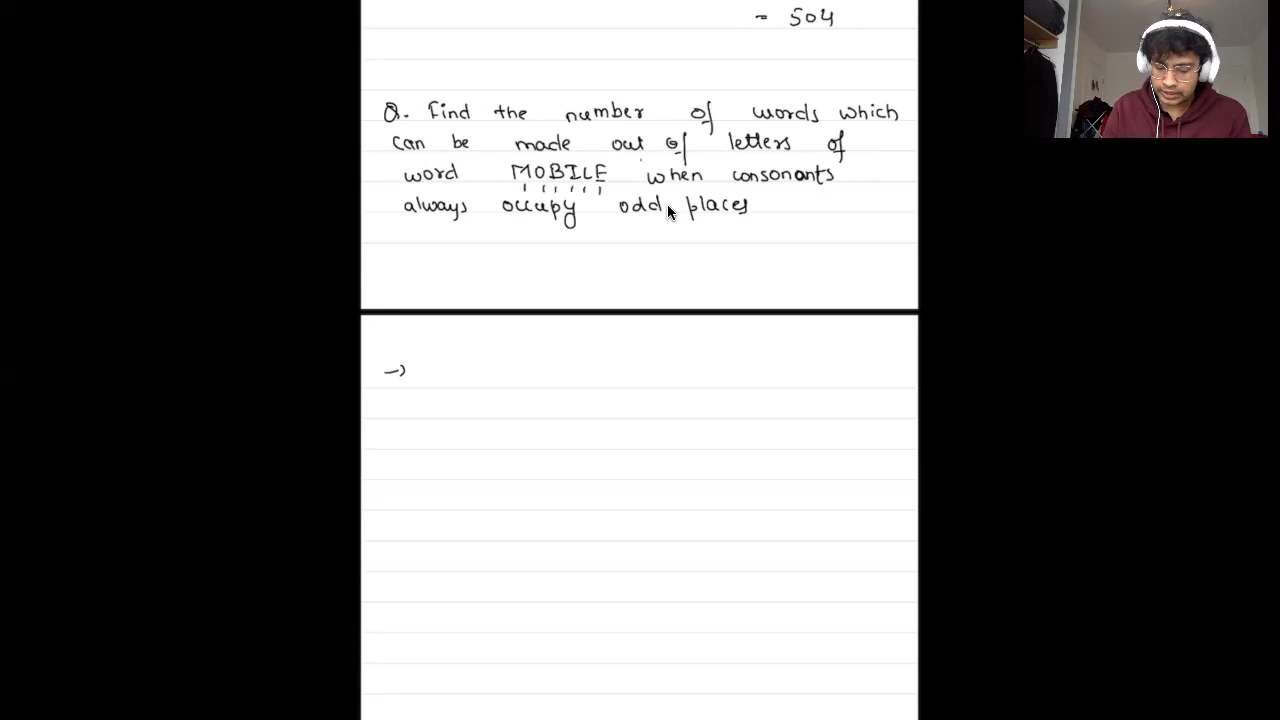 = 504
Q. Find the number of words which
can be made out of letters of
word MOBILE when consonants
always occupy odd places
→